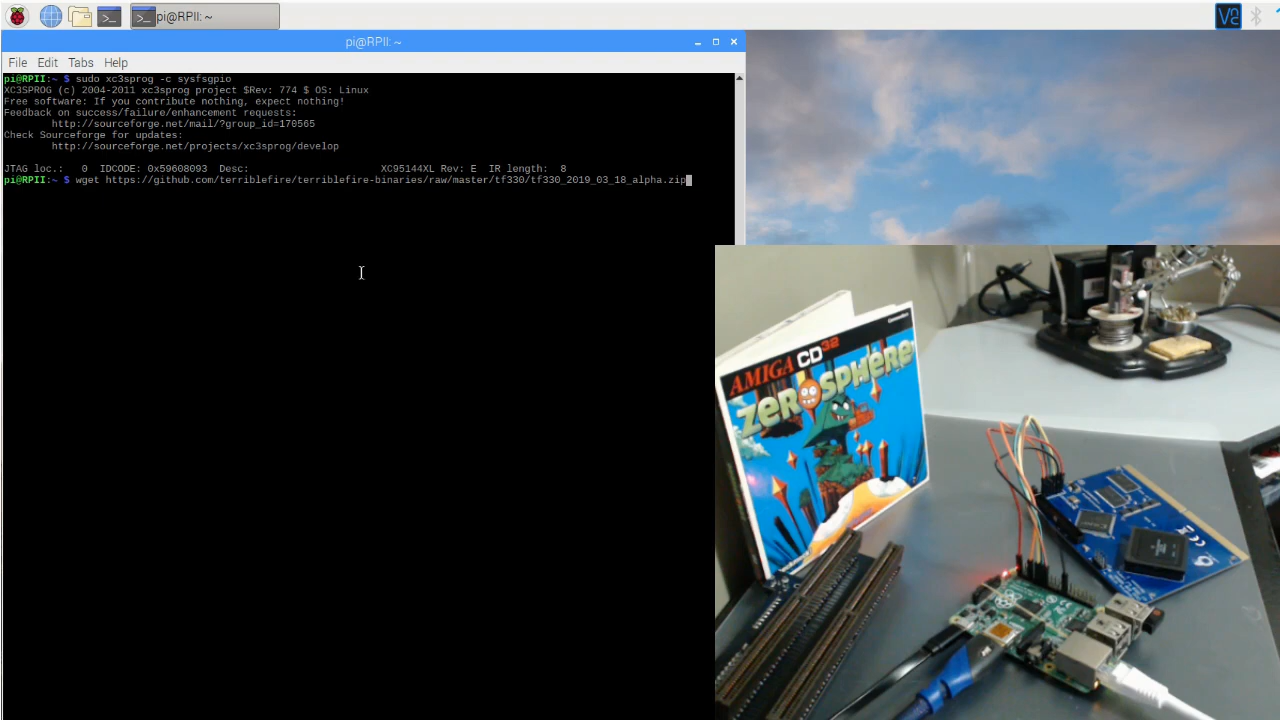 pi@RPII: ~
pi@RPII: ~
File Edit Tabs Help
pi@RPII:~ $ sudo xc3sprog -c sysfsgpio
XC3SPROG (c) 2004-2011 xc3sprog project $Rev: 774 $ OS: Linux
Free software: If you contribute nothing, expect nothing!
Feedback on success/failure/enhancement requests:
http://sourceforge.net/mail/?group_id=170565
Check Sourceforge for updates:
http://sourceforge.net/projects/xc3sprog/develop
JTAG loc.: 0 IDCODE: 0x59608093 Desc: XC95144XL Rev: E IR length: 8
pi@RPII:~ $ wget https://github.com/terriblefire/terriblefire-binaries/raw/master/tf330/tf330_2019_03_18_alpha.zip
AMIGA CD32
ZEROSPHERE